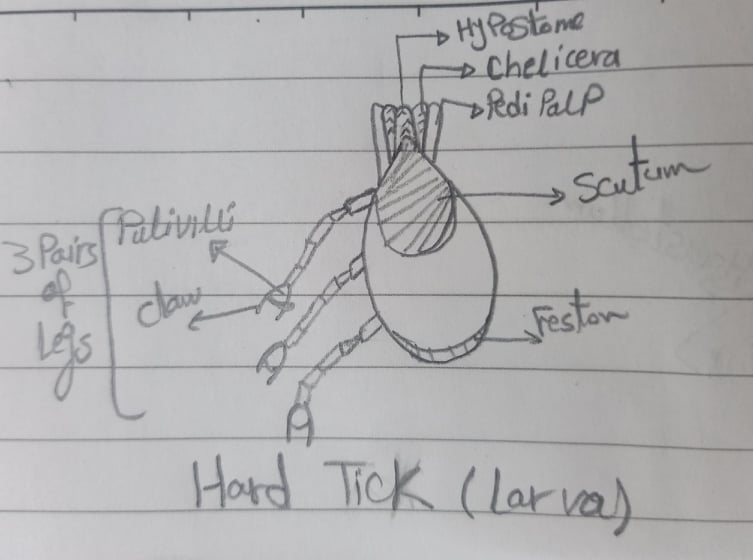 Hypostome
Chelicera
Pedi Palp
Scutum
Pulivilli
3 Pairs
of
Legs
claw
Feston
Hard Tick (Larva)